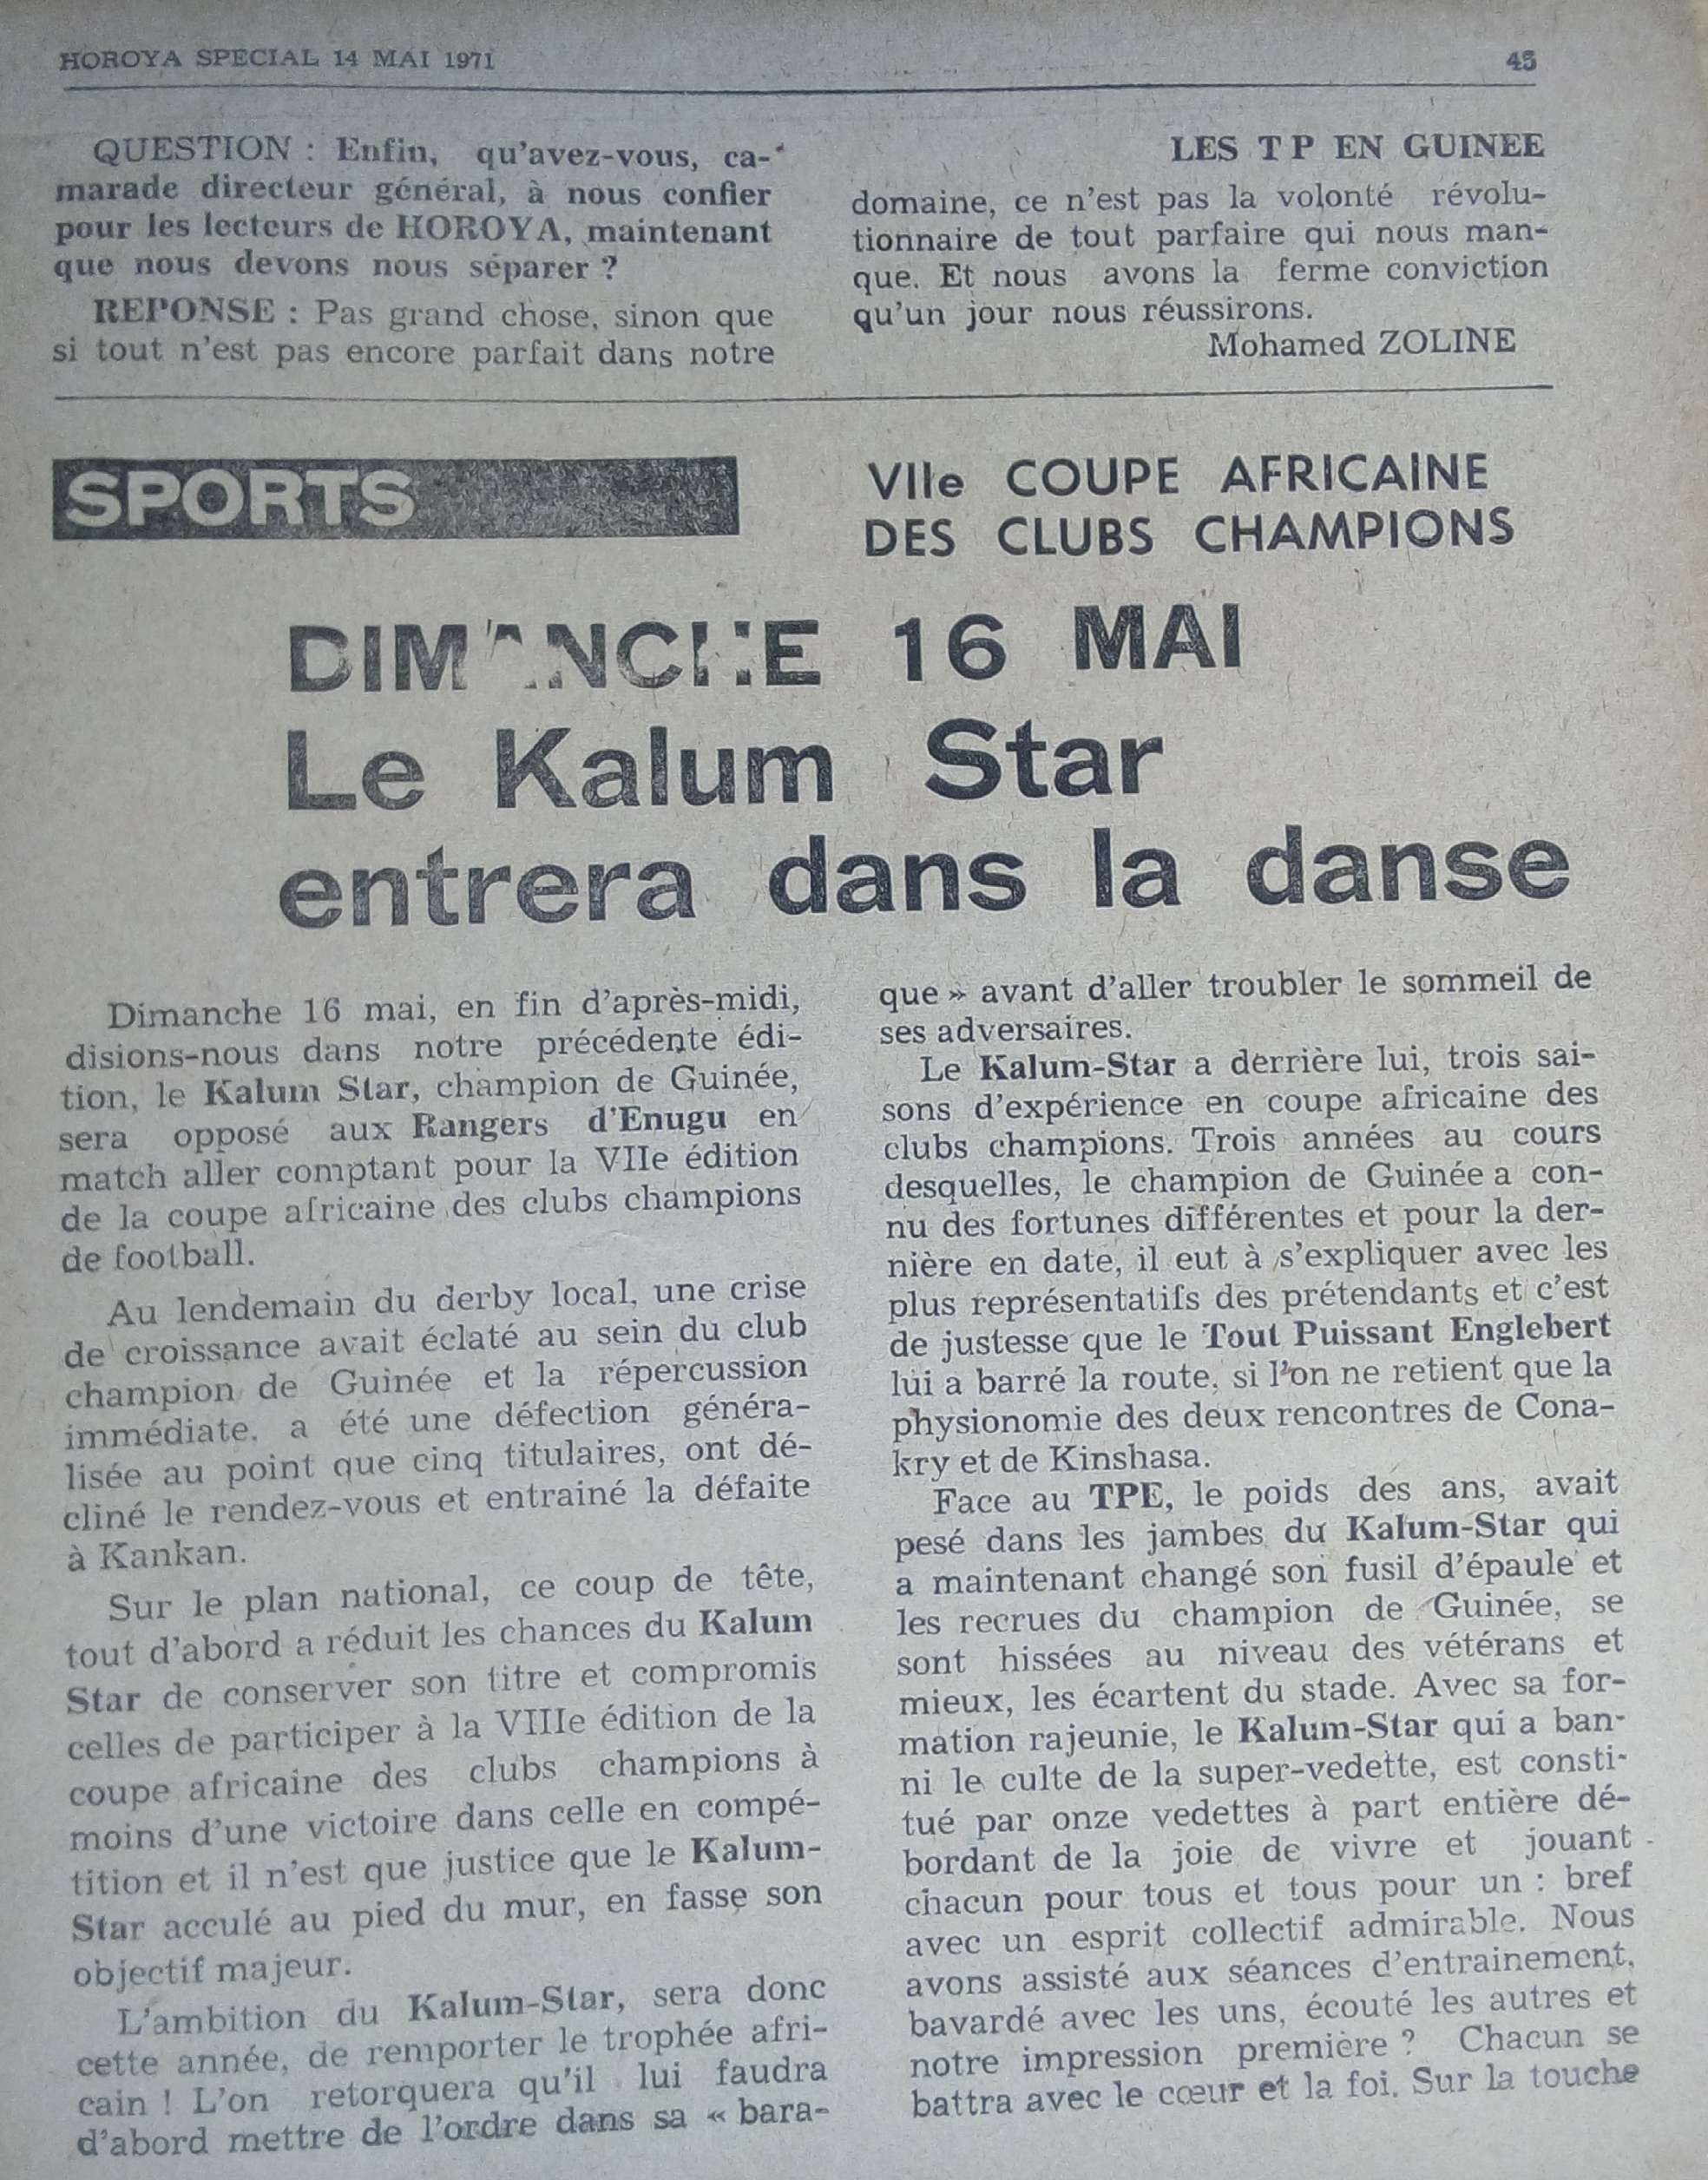 HOROYA SPECIAL 14 MAI 1971
45
QUESTION : Enfin, qu'avez-vous, ca-
marade directeur général, à nous confier
pour les lecteurs de HOROYA, maintenant
que nous devons nous séparer ?
REPONSE : Pas grand chose, sinon que
si tout n'est pas encore parfait dans notre
LES T P EN GUINEE
domaine, ce n'est pas la volonté révolu-
tionnaire de tout parfaire qui nous man-
que. Et nous avons la ferme conviction
qu'un jour nous réussirons.
Mohamed ZOLINE
SPORTS
VIIe COUPE AFRICAINE
DES CLUBS CHAMPIONS
DIMANCHE 16 MAI
Le Kalum Star
entrera dans la danse
Dimanche 16 mai, en fin d'après-midi,
disions-nous dans notre précédente édi-
tion, le Kalum Star, champion de Guinée,
sera opposé aux Rangers d'Enugu en
match aller comptant pour la VIIe édition
de la coupe africaine des clubs champions
de football.
Au lendemain du derby local, une crise
de croissance avait éclaté au sein du club
champion de Guinée et la répercussion
immédiate, a été une défection généra-
lisée au point que cinq titulaires, ont dé-
cliné le rendez-vous et entrainé la défaite
à Kankan.
Sur le plan national, ce coup de tête,
tout d'abord a réduit les chances du Kalum
Star de conserver son titre et compromis
celles de participer à la VIIIe édition de la
coupe africaine des clubs champions à
moins d'une victoire dans celle en compé-
tition et il n'est que justice que le Kalum-
Star acculé au pied du mur, en fasse son
objectif majeur.
L'ambition du Kalum-Star, sera donc
cette année, de remporter le trophée afri-
cain ! L'on retorquera qu'il lui faudra
d'abord mettre de l'ordre dans sa « bara-
que » avant d'aller troubler le sommeil de
ses adversaires.
Le Kalum-Star a derrière lui, trois sai-
sons d'expérience en coupe africaine des
clubs champions. Trois années au cours
desquelles, le champion de Guinée a con-
nu des fortunes différentes et pour la der-
nière en date, il eut à s'expliquer avec les
plus représentatifs des prétendants et c'est
de justesse que le Tout Puissant Englebert
lui a barré la route, si l'on ne retient que la
physionomie des deux rencontres de Cona-
kry et de Kinshasa.
Face au TPE, le poids des ans, avait
pesé dans les jambes du Kalum-Star qui
a maintenant changé son fusil d'épaule et
les recrues du champion de Guinée, se
sont hissées au niveau des vétérans et
mieux, les écartent du stade. Avec sa for-
mation rajeunie, le Kalum-Star qui a ban-
ni le culte de la super-vedette, est consti-
tué par onze vedettes à part entière dé-
bordant de la joie de vivre et jouant
chacun pour tous et tous pour un : bref
avec un esprit collectif admirable. Nous
avons assisté aux séances d'entrainement,
bavardé avec les uns, écouté les autres et
notre impression première ? Chacun se
battra avec le cœur et la foi. Sur la touche